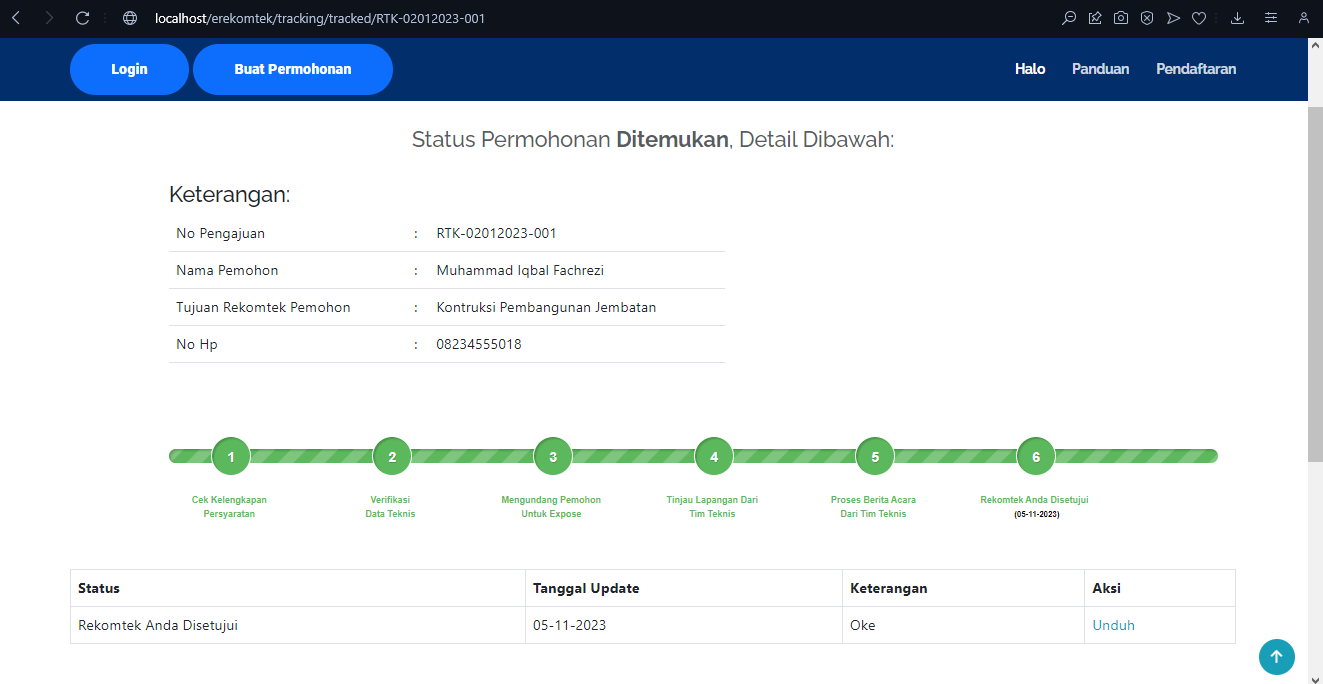 localhost/erekomtek/tracking/tracked/RTK-02012023-001
Login Buat Permohonan Halo Panduan Pendaftaran
Status Permohonan Ditemukan, Detail Dibawah:
Keterangan:
No Pengajuan : RTK-02012023-001
Nama Pemohon : Muhammad Iqbal Fachrezi
Tujuan Rekomtek Pemohon : Kontruksi Pembangunan Jembatan
No Hp : 08234555018
1 2 3 4 5 6
Cek Kelengkapan Persyaratan
Verifikasi Data Teknis
Mengundang Pemohon Untuk Expose
Tinjau Lapangan Dari Tim Teknis
Proses Berita Acara Dari Tim Teknis
Rekomtek Anda Disetujui
(05-11-2023)
Status Tanggal Update Keterangan Aksi
Rekomtek Anda Disetujui 05-11-2023 Oke Unduh